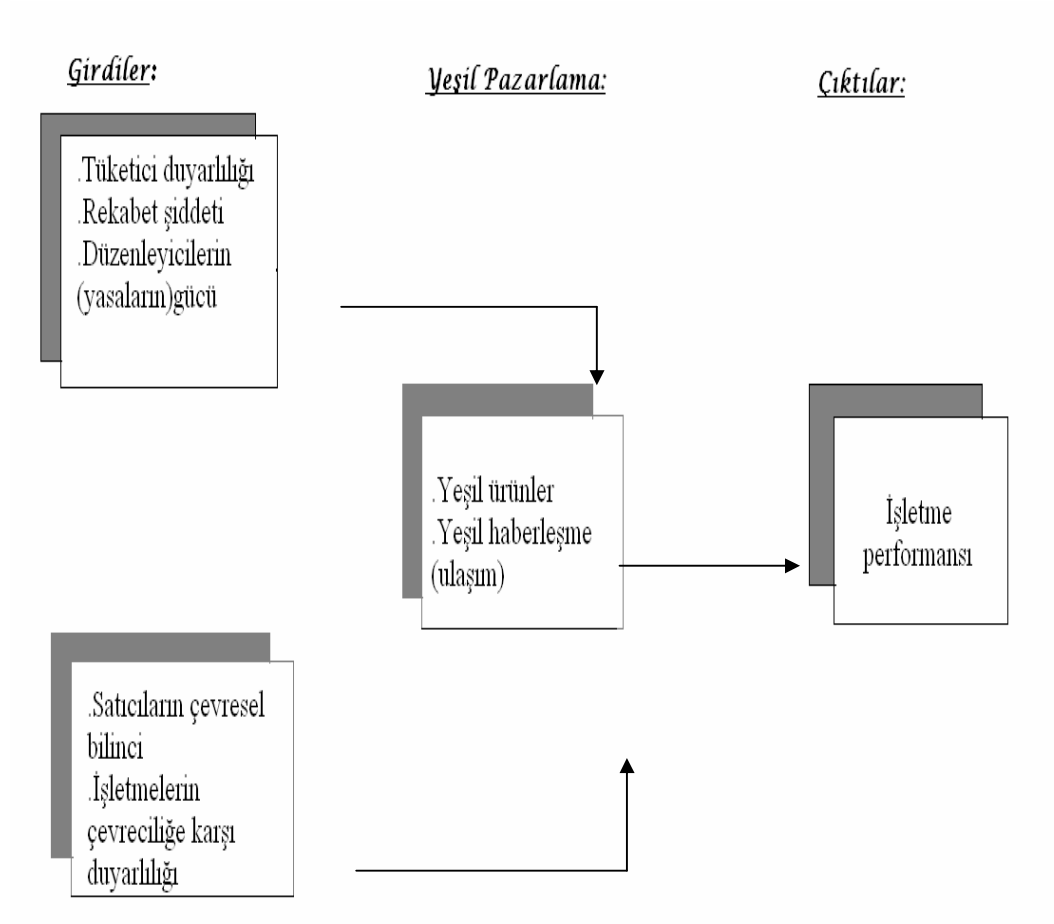 Girdiler:
Yeşil Pazarlama:
Çıktılar:
.Tüketici duyarlılığı
.Rekabet şiddeti
.Düzenleyicilerin
(yasaların)gücü
.Yeşil ürünler
.Yeşil haberleşme
(ulaşım)
İşletme
performansı
.Satıcıların çevresel
bilinci
.İşletmelerin
çevreciliğe karşı
duyarlılığı